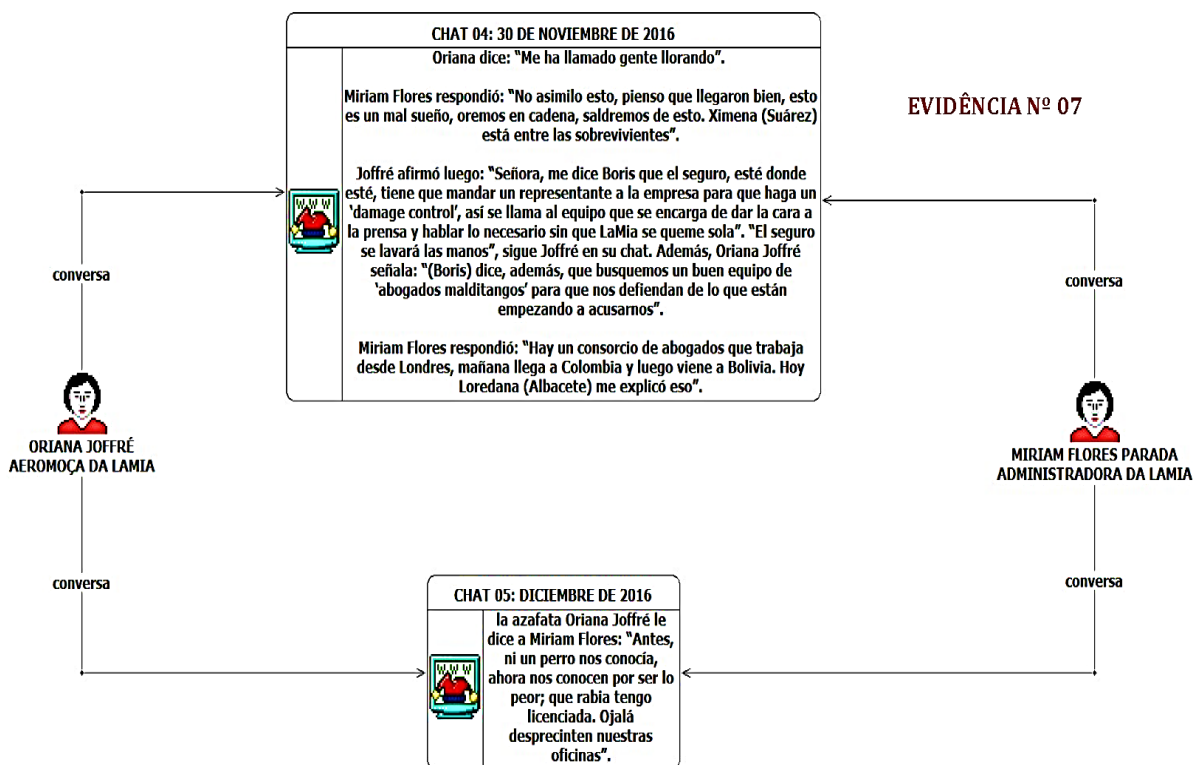 CHAT 04: 30 DE NOVIEMBRE DE 2016
Oriana dice: “Me ha llamado gente llorando”.
Miriam Flores respondió: “No asimilo esto, pienso que llegaron bien, esto
es un mal sueño, oremos en cadena, saldremos de esto. Ximena (Suárez)
está entre las sobrevivientes”.
Joffré afirmó luego: “Señora, me dice Boris que el seguro, esté donde
esté, tiene que mandar un representante a la empresa para que haga un
‘damage control’, así se llama al equipo que se encarga de dar la cara a
la prensa y hablar lo necesario sin que LaMia se queme sola”. “El seguro
se lavará las manos”, sigue Joffré en su chat. Además, Oriana Joffré
señala: “(Boris) dice, además, que busquemos un buen equipo de
‘abogados malditangos’ para que nos defiendan de lo que están
empezando a acusarnos”.
Miriam Flores respondió: “Hay un consorcio de abogados que trabaja
desde Londres, mañana llega a Colombia y luego viene a Bolivia. Hoy
Loredana (Albacete) me explicó eso”.
EVIDÊNCIA Nº 07
conversa
conversa
ORIANA JOFFRÉ
AEROMOÇA DA LAMIA
MIRIAM FLORES PARADA
ADMINISTRADORA DA LAMIA
conversa
conversa
CHAT 05: DICIEMBRE DE 2016
la azafata Oriana Joffré le
dice a Miriam Flores: “Antes,
ni un perro nos conocía,
ahora nos conocen por ser lo
peor; que rabia tengo
licenciada. Ojalá
desprecinten nuestras
oficinas”.